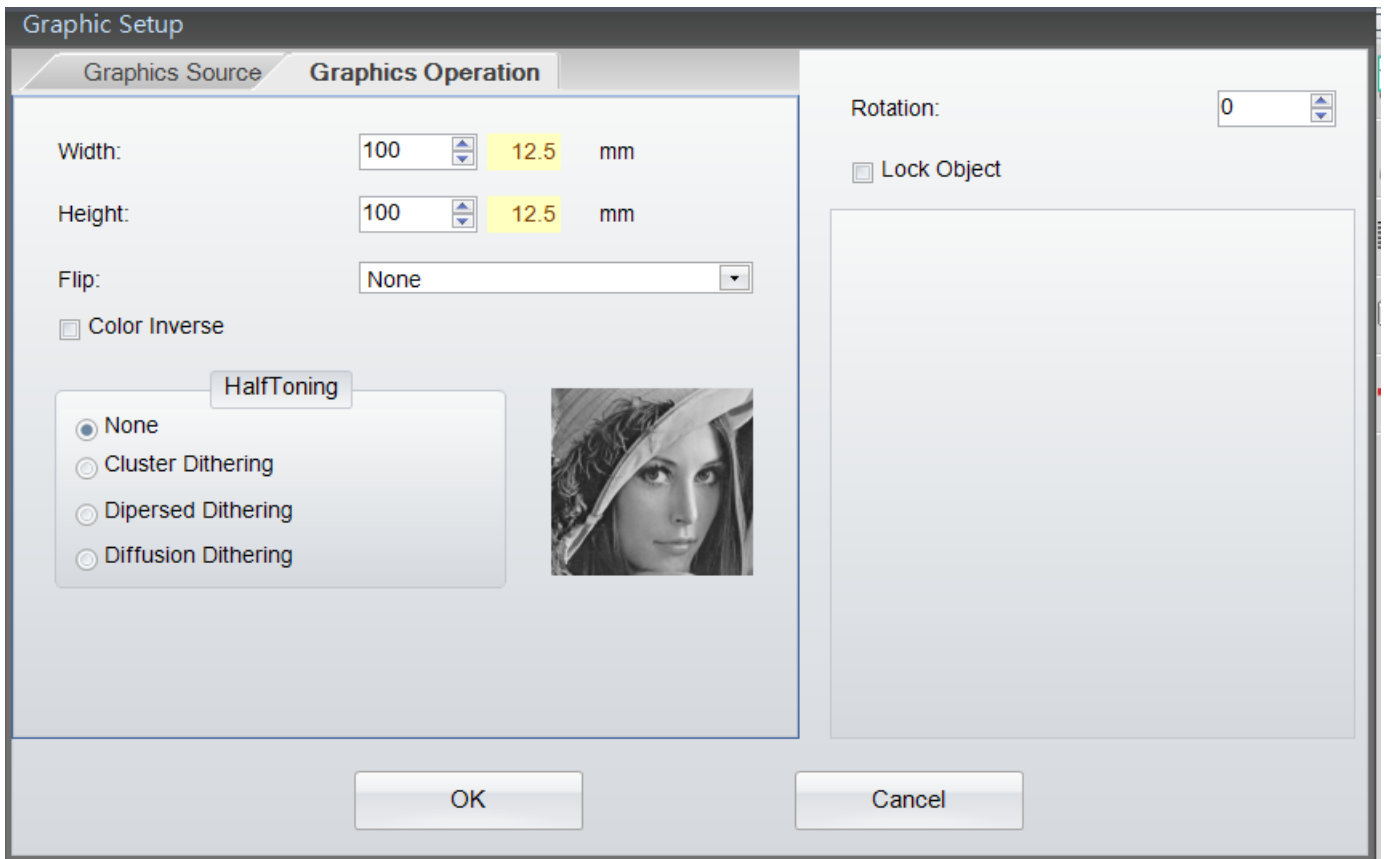 Graphic Setup
Graphics Source Graphics Operation
Width: 100 12.5 mm
Height: 100 12.5 mm
Flip: None
Color Inverse
HalfToning
None
Cluster Dithering
Dipersed Dithering
Diffusion Dithering
Rotation: 0
Lock Object
OK Cancel